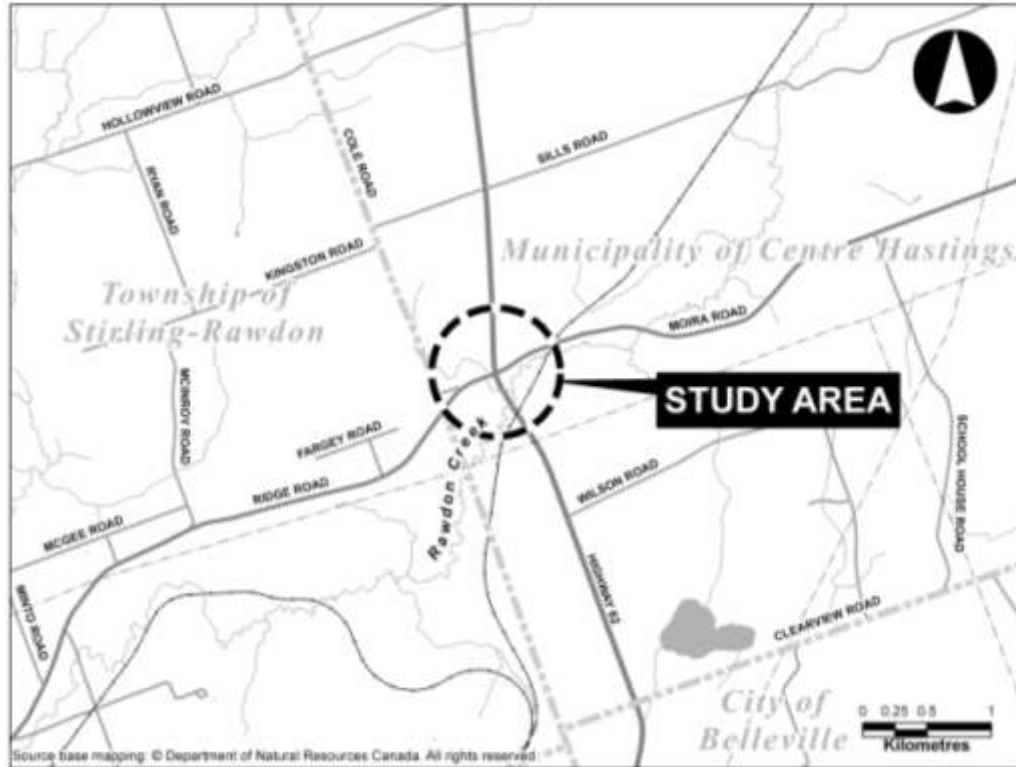 HOLLOWVIEW ROAD
COLE ROAD
SILLS ROAD
RYAN ROAD
KINGSTON ROAD
Municipality of Centre Hastings
Township of
Stirling-Rawdon
MOIRA ROAD
STUDY AREA
MCINROY ROAD
FARGEY ROAD
Rawdon Creek
SCHOOL HOUSE ROAD
WILSON ROAD
RIDGE ROAD
MCGEE ROAD
HIGHWAY 62
MINTO ROAD
CLEARVIEW ROAD
City of
Belleville
0 0.25 0.5 1
Kilometres
Source base mapping: © Department of Natural Resources Canada. All rights reserved